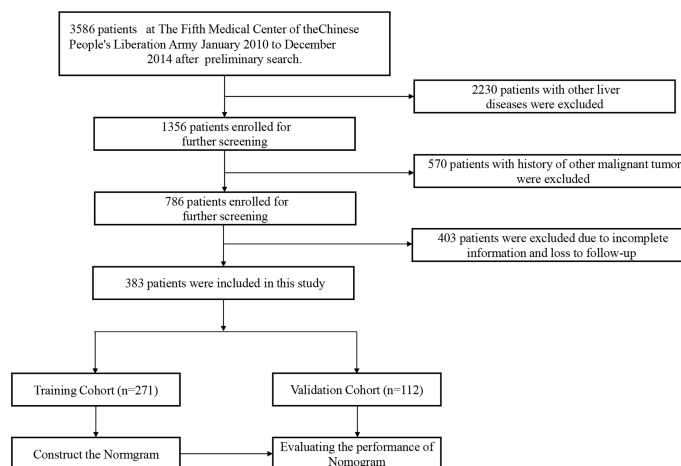 3586 patients at The Fifth Medical Center of theChinese
People's Liberation Army January 2010 to December
2014 after preliminary search.
2230 patients with other liver
diseases were excluded
1356 patients enrolled for
further screening
570 patients with history of other malignant tumor
were excluded
786 patients enrolled for
further screening
403 patients were excluded due to incomplete
information and loss to follow-up
383 patients were included in this study
Training Cohort (n=271)
Validation Cohort (n=112)
Construct the Normgram
Evaluating the performance of
Nomogram